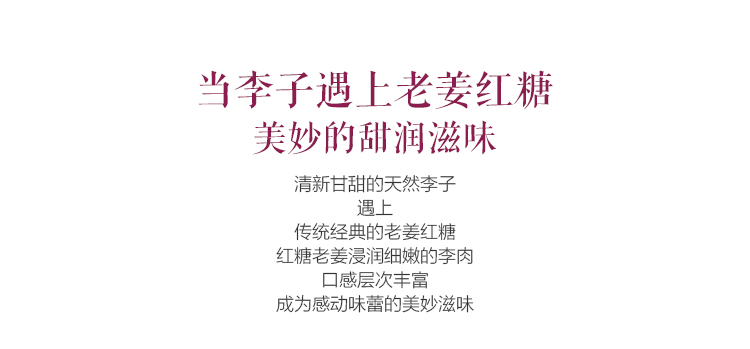 当李子遇上老姜红糖
美妙的甜润滋味
清新甘甜的天然李子
遇上
传统经典的老姜红糖
红糖老姜浸润细嫩的李肉
口感层次丰富
成为感动味蕾的美妙滋味